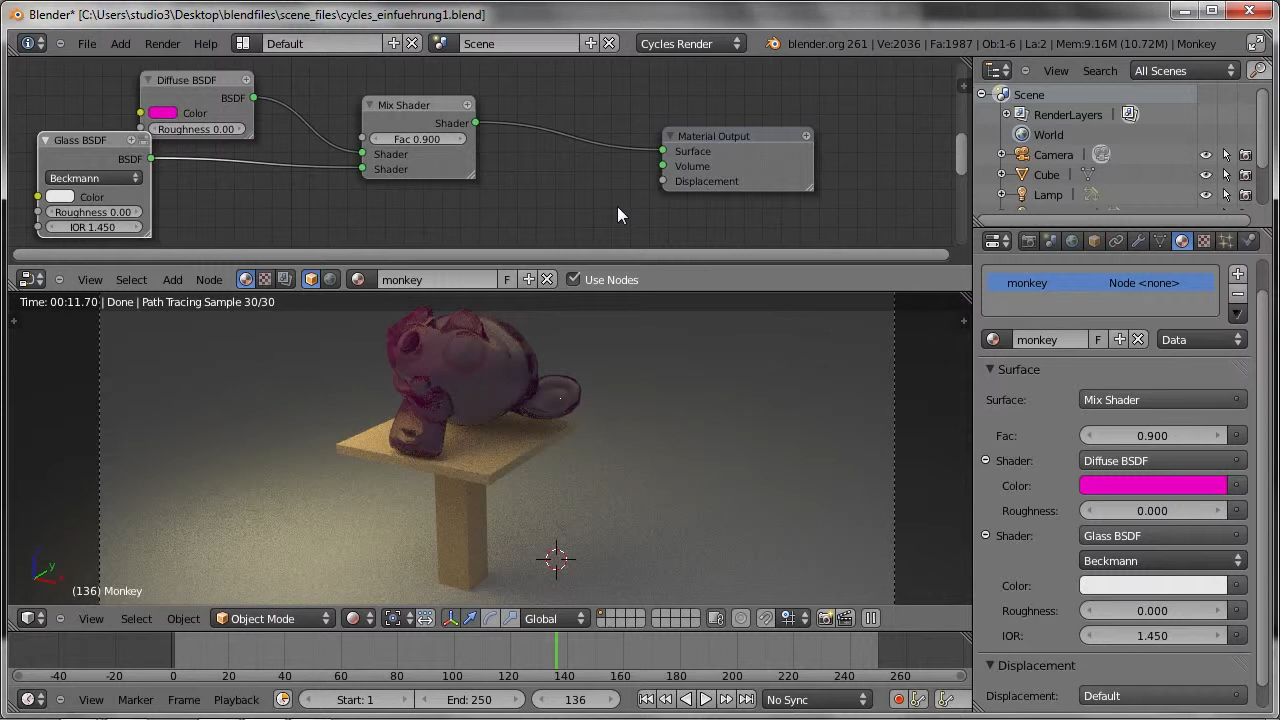 Blender* [C:\Users\studio3\Desktop\blendfiles\scene_files\cycles_einfuehrung1.blend]
File Add Render Help Default Scene Cycles Render blender.org 261 | Ve:2036 | Fa:1987 | Ob:1-6 | La:2 | Mem:9.16M (10.72M) | Monkey
Diffuse BSDF
BSDF
Color
Roughness 0.00
Glass BSDF
BSDF
Beckmann
Color
Roughness 0.00
IOR 1.450
Mix Shader
Shader
Fac 0.900
Shader
Shader
Material Output
Surface
Volume
Displacement
View Select Add Node monkey F Use Nodes
Time: 00:11.70 | Done | Path Tracing Sample 30/30
z
y
x
(136) Monkey
View Select Object Object Mode Global
-40 -20 0 20 40 60 80 100 120 140 160 180 200 220 240 260
View Marker Frame Playback Start: 1 End: 250 136 No Sync
View Search All Scenes
Scene
RenderLayers
World
Camera
Cube
Lamp
monkey Node <none>
monkey F Data
Surface
Surface: Mix Shader
Fac: 0.900
Shader: Diffuse BSDF
Color:
Roughness: 0.000
Shader: Glass BSDF
Beckmann
Color:
Roughness: 0.000
IOR: 1.450
Displacement
Displacement: Default